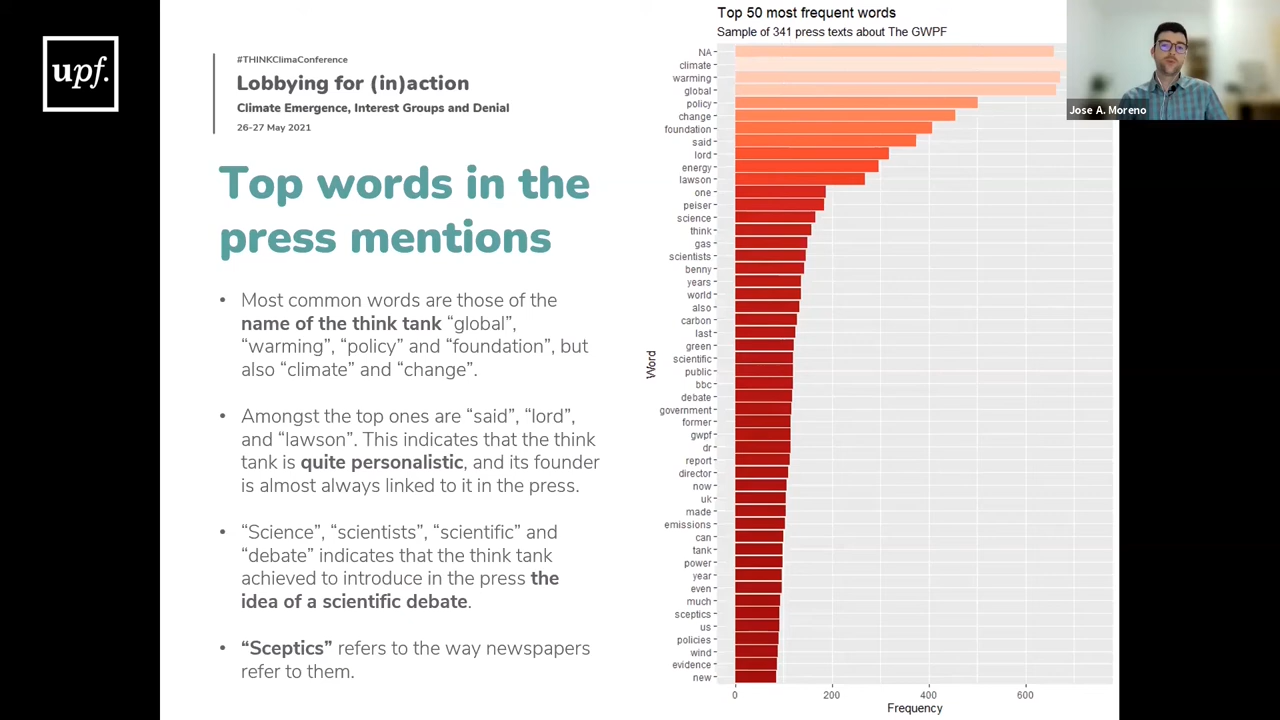 upf.
#THINKClimaConference
Lobbying for (in)action
Climate Emergence, Interest Groups and Denial
26-27 May 2021
Top words in the
press mentions
• Most common words are those of the
name of the think tank “global”,
“warming”, “policy” and “foundation”, but
also “climate” and “change”.
• Amongst the top ones are “said”, “lord”,
and “lawson”. This indicates that the think
tank is quite personalistic, and its founder
is almost always linked to it in the press.
• “Science”, “scientists”, “scientific” and
“debate” indicates that the think tank
achieved to introduce in the press the
idea of a scientific debate.
• “Sceptics” refers to the way newspapers
refer to them.
Top 50 most frequent words
Sample of 341 press texts about The GWPF
Word
NA
climate
warming
global
policy
change
foundation
said
lord
energy
lawson
one
peiser
science
think
gas
scientists
benny
years
world
also
carbon
last
green
scientific
public
bbc
debate
government
former
gwpf
dr
report
director
now
uk
made
emissions
can
tank
power
year
even
much
sceptics
us
policies
wind
evidence
new
0 200 400 600
Frequency
Jose A. Moreno